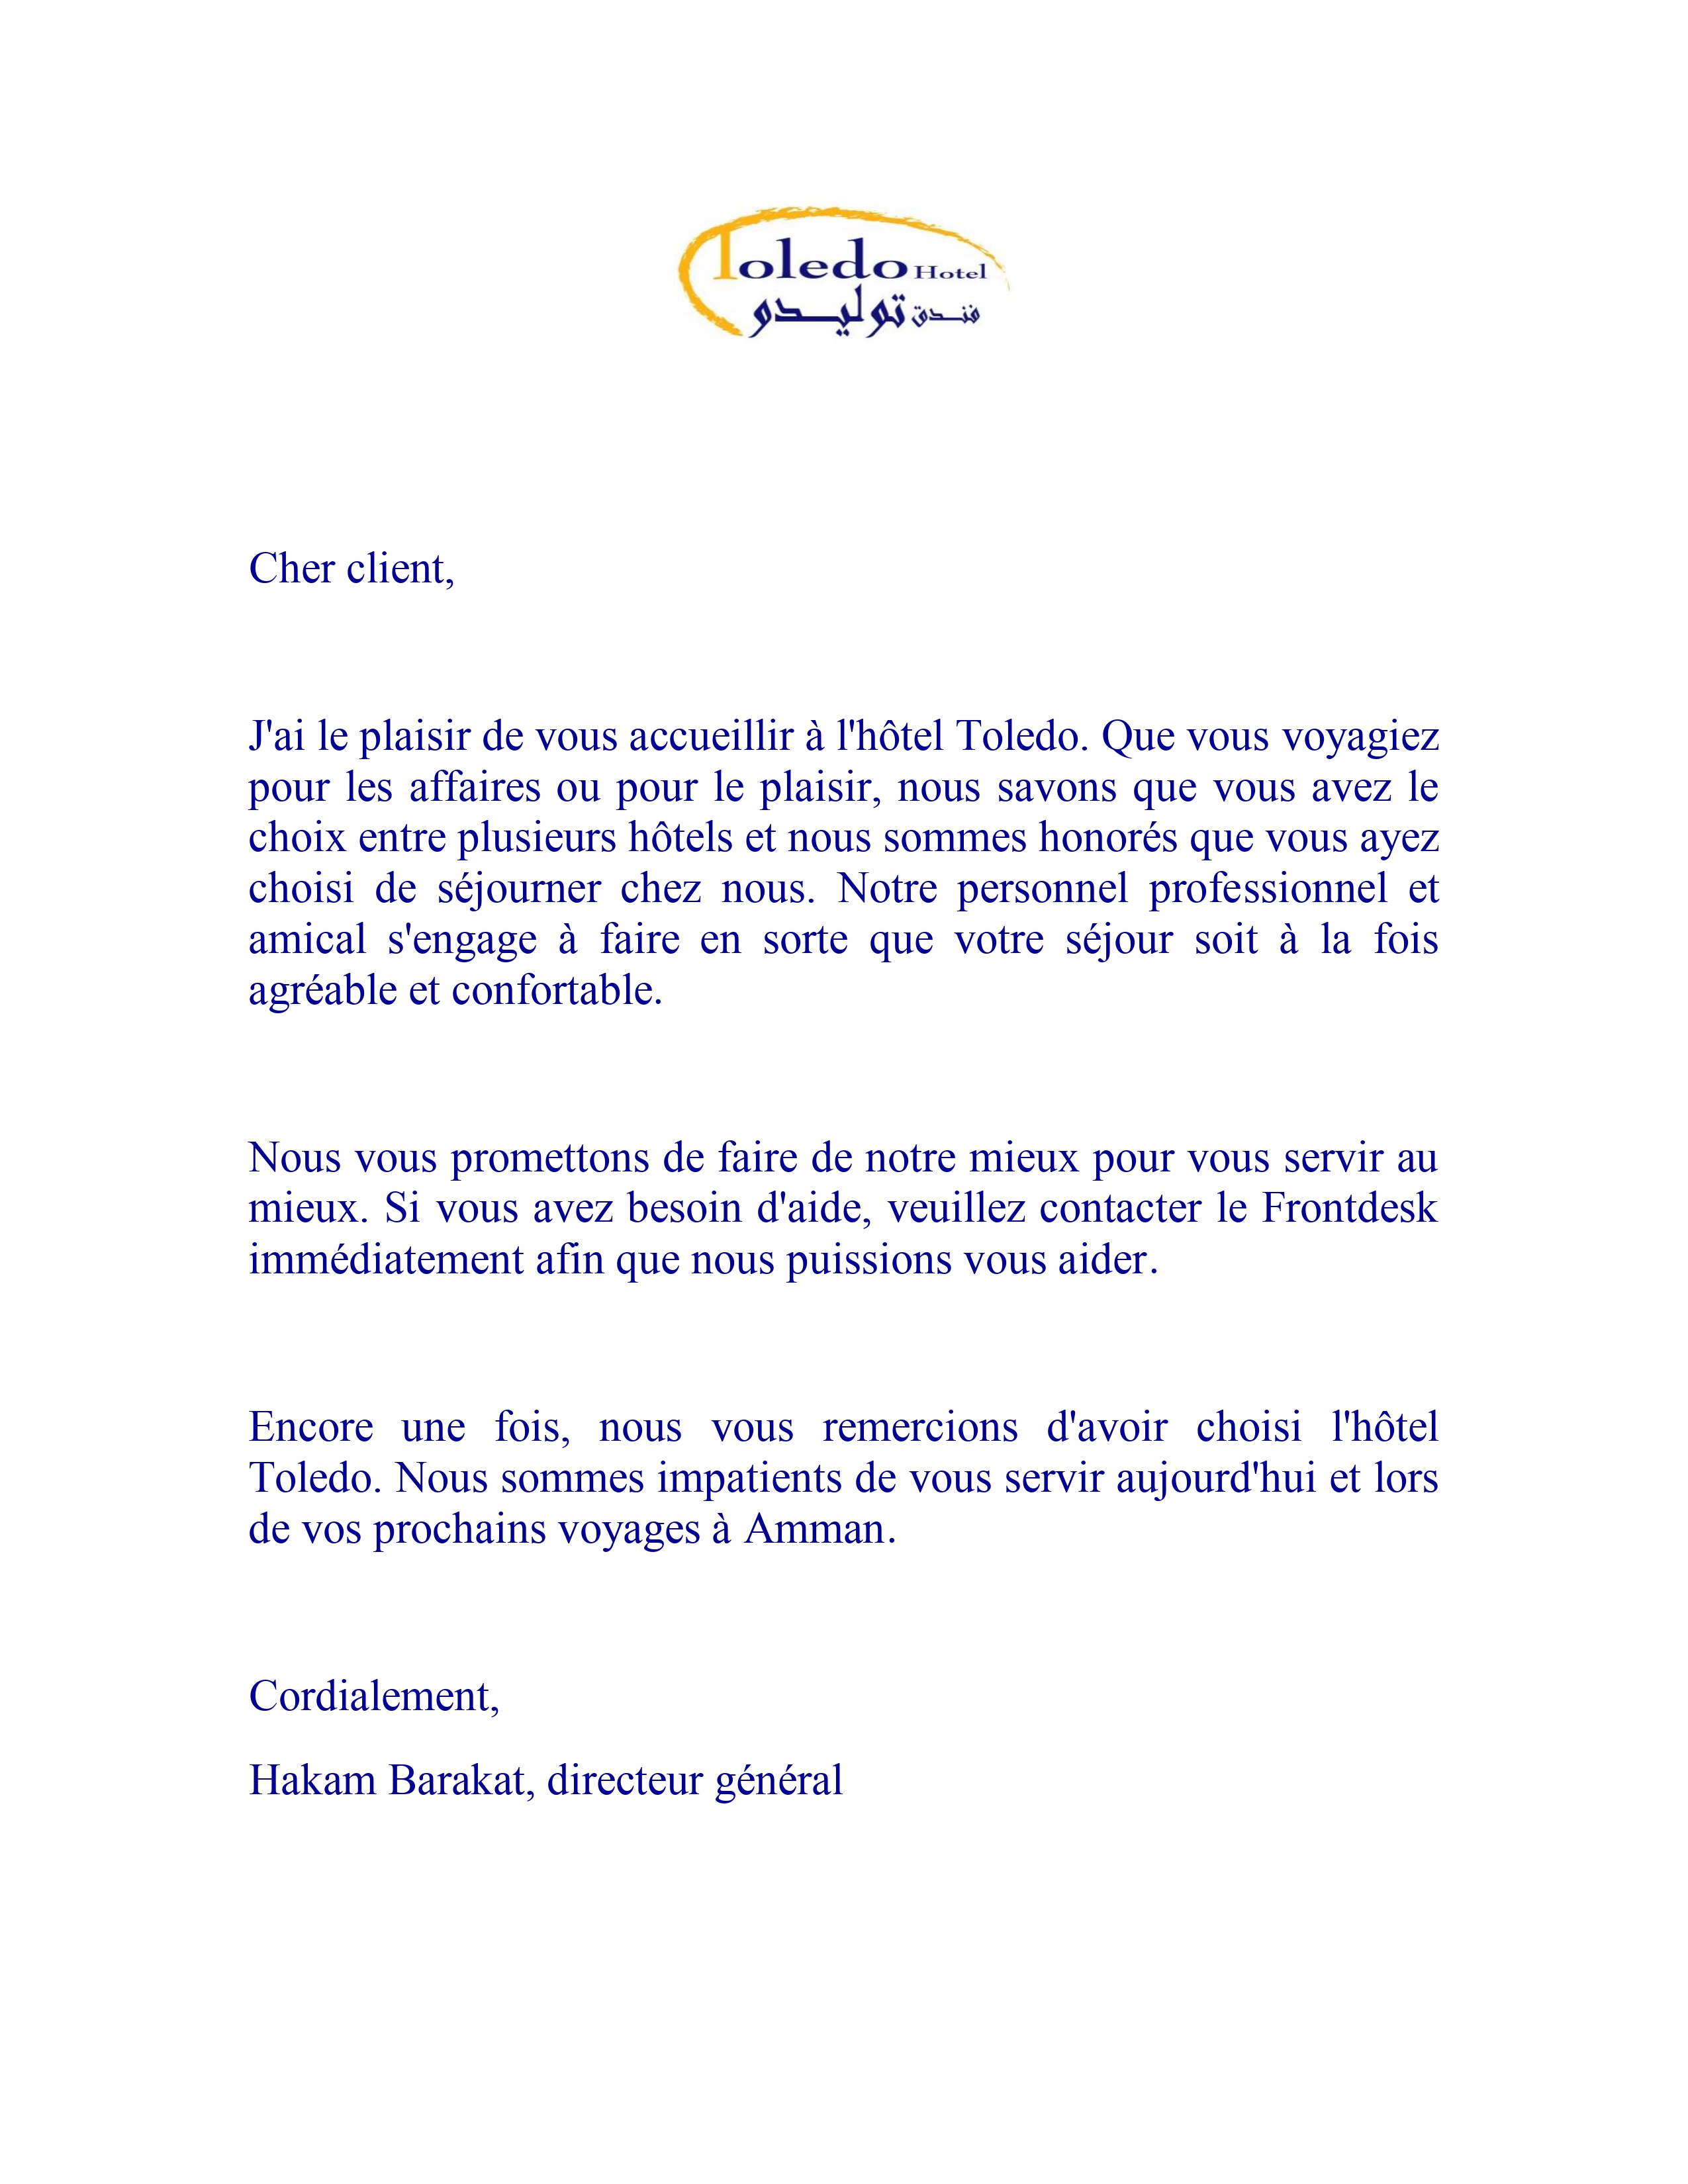 Toledo Hotel
فندق توليدو
Cher client,
J'ai le plaisir de vous accueillir à l'hôtel Toledo. Que vous voyagiez
pour les affaires ou pour le plaisir, nous savons que vous avez le
choix entre plusieurs hôtels et nous sommes honorés que vous ayez
choisi de séjourner chez nous. Notre personnel professionnel et
amical s'engage à faire en sorte que votre séjour soit à la fois
agréable et confortable.
Nous vous promettons de faire de notre mieux pour vous servir au
mieux. Si vous avez besoin d'aide, veuillez contacter le Frontdesk
immédiatement afin que nous puissions vous aider.
Encore une fois, nous vous remercions d'avoir choisi l'hôtel
Toledo. Nous sommes impatients de vous servir aujourd'hui et lors
de vos prochains voyages à Amman.
Cordialement,
Hakam Barakat, directeur général